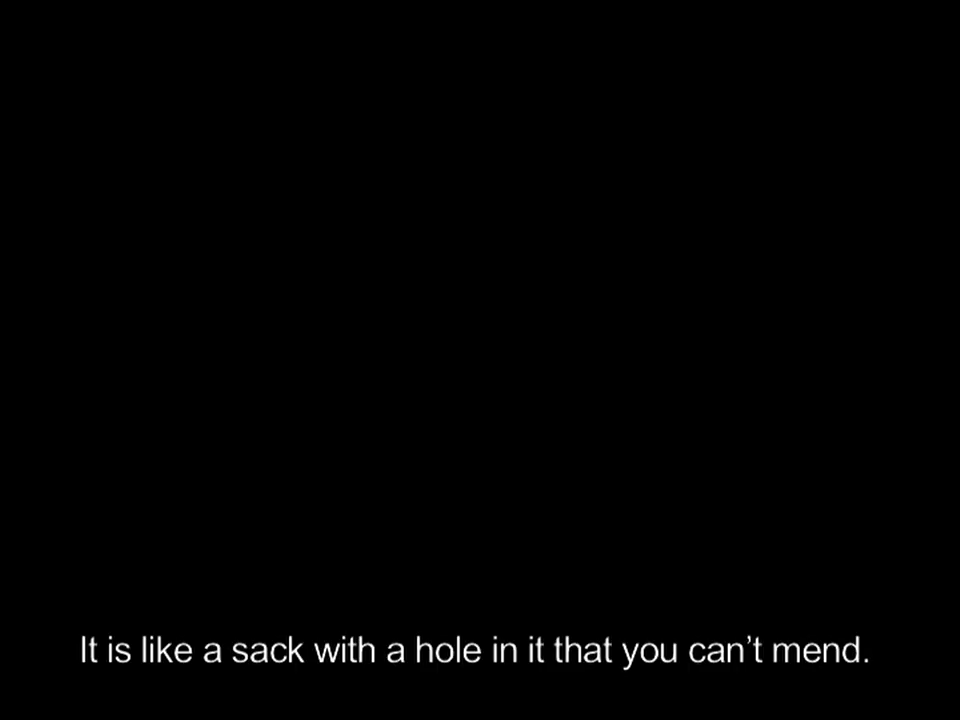 It is like a sack with a hole in it that you can’t mend.